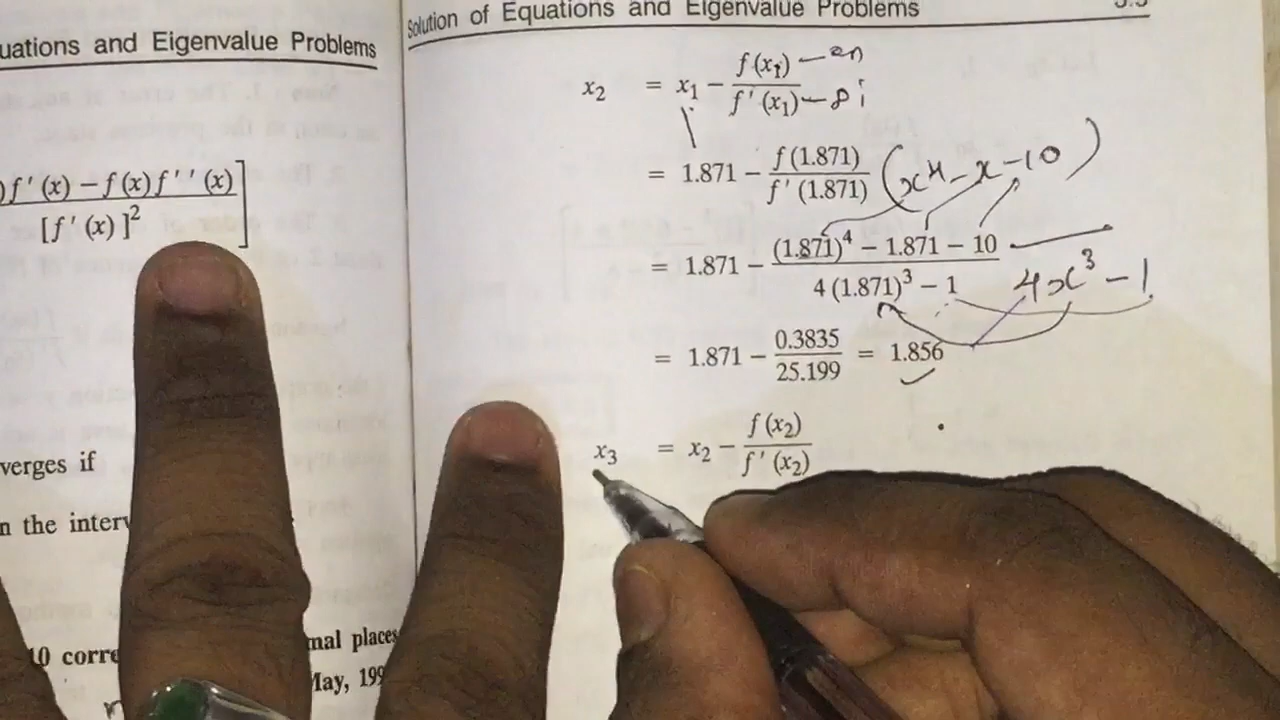 uations and Eigenvalue Problems
)f'(x) − f(x)f''(x)]
[f'(x)]²
verges if
n the interv
10 corre
mal places
May, 199
Solution of Equations and Eigenvalue Problems
x₂ = x₁ − f(x₁) / f'(x₁)
= 1.871 − f(1.871) / f'(1.871) (x⁴ − x − 10)
= 1.871 − ((1.871)⁴ − 1.871 − 10) / (4(1.871)³ − 1) 4x³ − 1
= 1.871 − 0.3835 / 25.199 = 1.856
x₃ = x₂ − f(x₂) / f'(x₂)